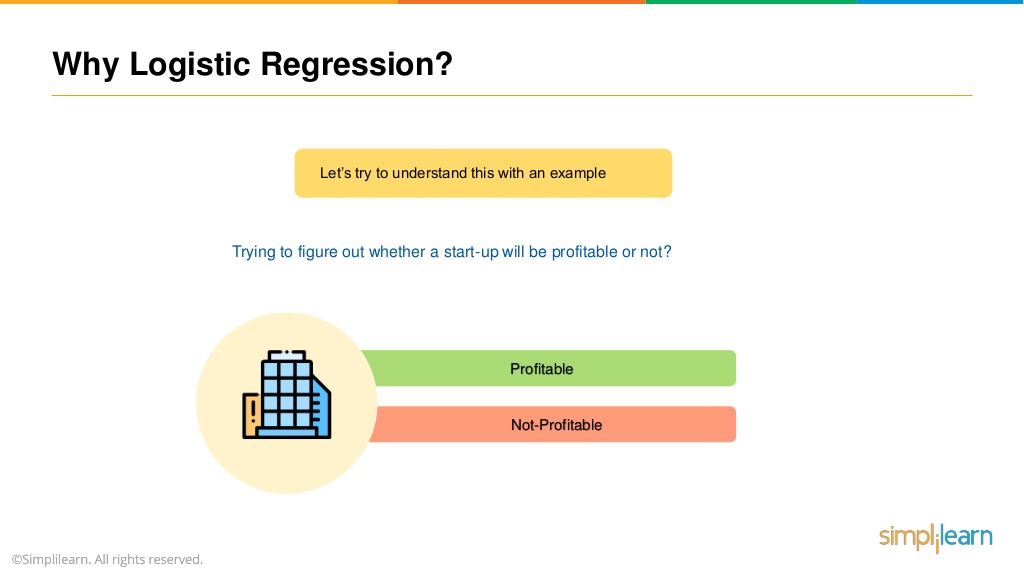 Why Logistic Regression?
Let's try to understand this with an example
Trying to figure out whether a start-up will be profitable or not?
Profitable
Not-Profitable
simplilearn
©Simplilearn. All rights reserved.